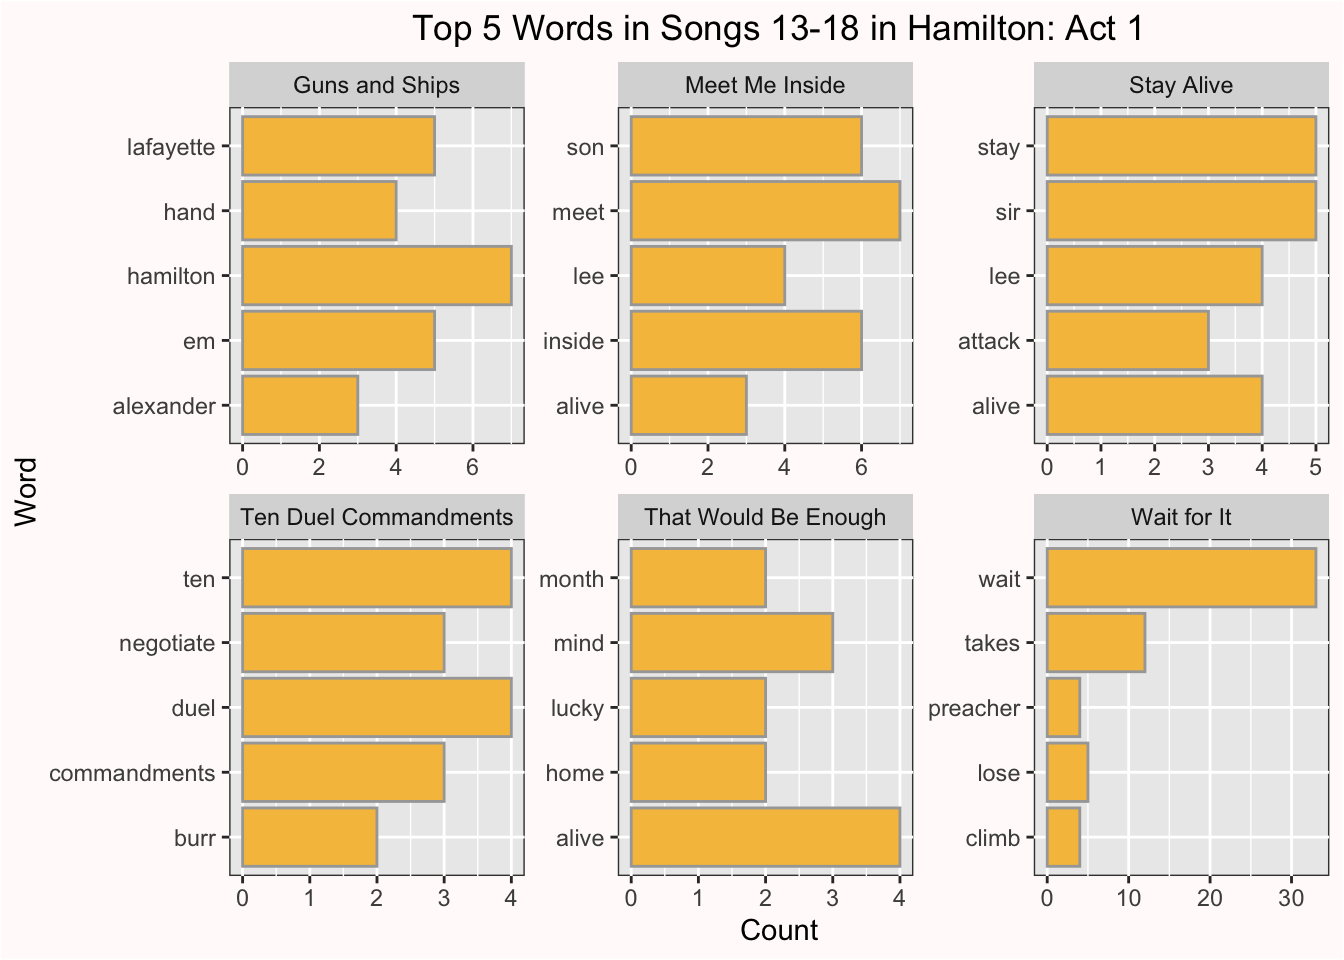 Top 5 Words in Songs 13-18 in Hamilton: Act 1
Word
Guns and Ships
lafayette
hand
hamilton
em
alexander
0 2 4 6
Meet Me Inside
son
meet
lee
inside
alive
0 2 4 6
Stay Alive
stay
sir
lee
attack
alive
0 1 2 3 4 5
Ten Duel Commandments
ten
negotiate
duel
commandments
burr
0 1 2 3 4
That Would Be Enough
month
mind
lucky
home
alive
0 1 2 3 4
Wait for It
wait
takes
preacher
lose
climb
0 10 20 30
Count